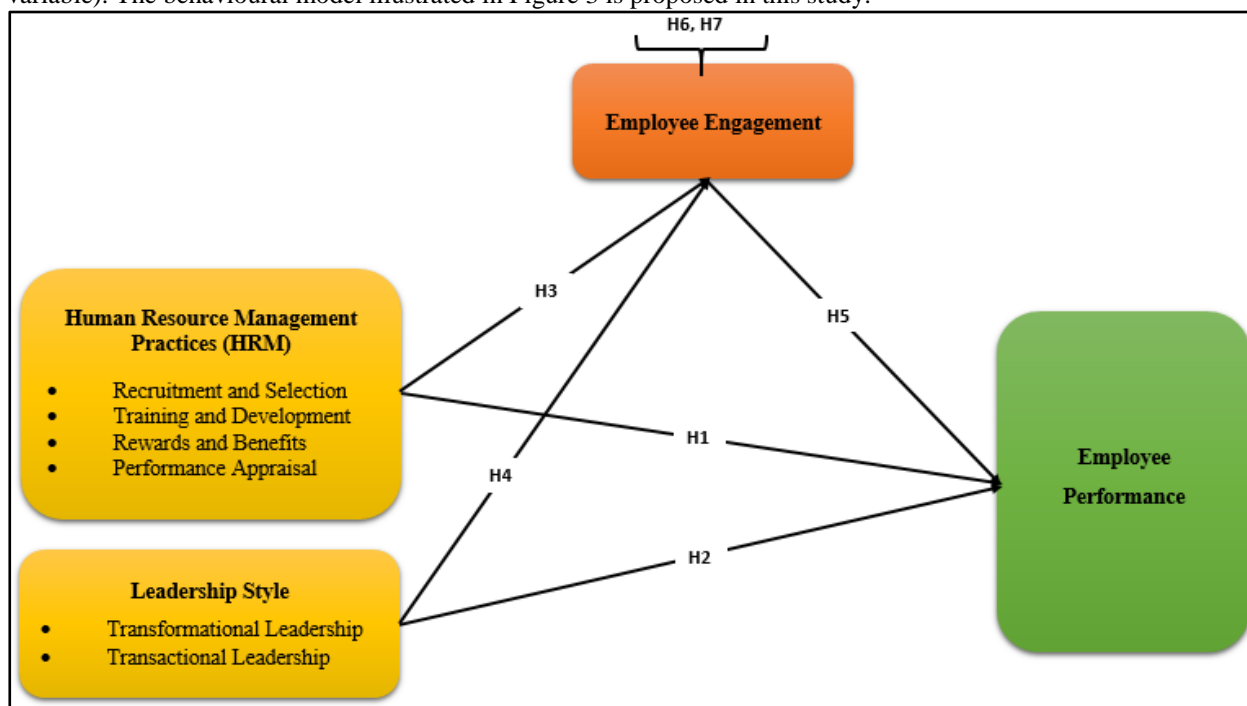 variable). The behavioural model illustrated in Figure 3 is proposed in this study.
H6, H7
Employee Engagement
H3
H5
Human Resource Management
Practices (HRM)
• Recruitment and Selection
• Training and Development
• Rewards and Benefits
• Performance Appraisal
H1
H4
Employee
Performance
H2
Leadership Style
• Transformational Leadership
• Transactional Leadership